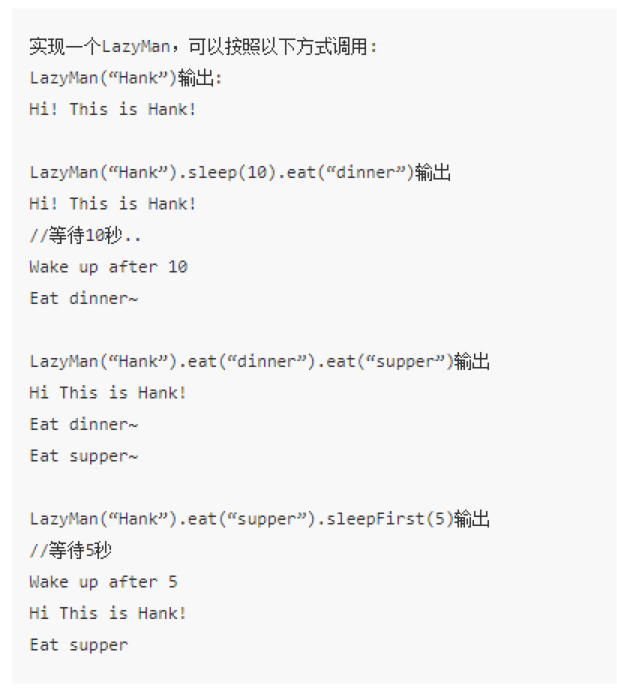 实现一个LazyMan，可以按照以下方式调用:
LazyMan(“Hank”)输出:
Hi! This is Hank!
LazyMan(“Hank”).sleep(10).eat(“dinner”)输出
Hi! This is Hank!
//等待10秒..
Wake up after 10
Eat dinner~
LazyMan(“Hank”).eat(“dinner”).eat(“supper”)输出
Hi This is Hank!
Eat dinner~
Eat supper~
LazyMan(“Hank”).eat(“supper”).sleepFirst(5)输出
//等待5秒
Wake up after 5
Hi This is Hank!
Eat supper